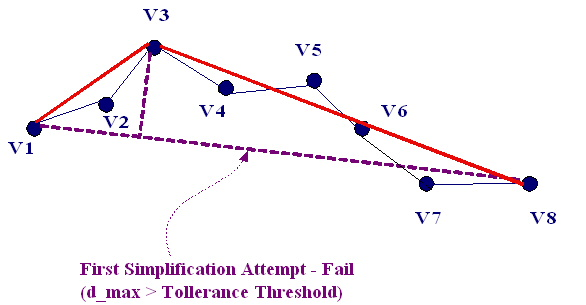 V3
V5
V4
V6
V2
V1
V7
V8
First Simplification Attempt - Fail
(d_max > Tollerance Threshold)